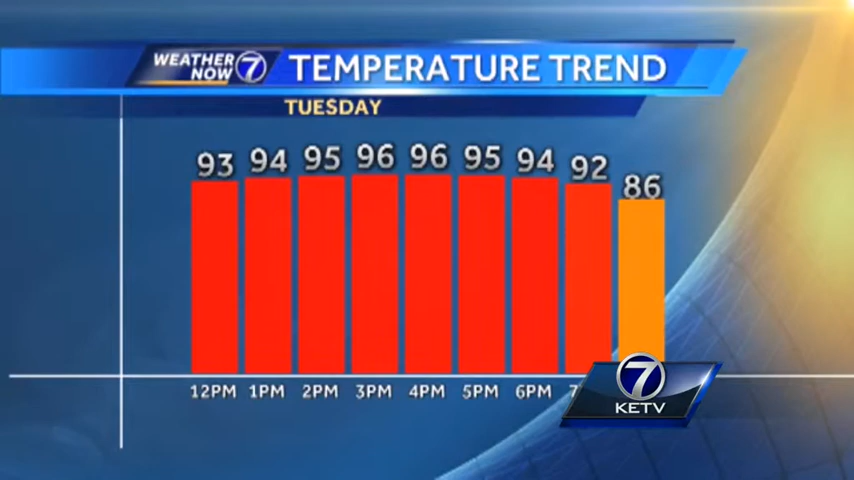 WEATHER NOW 7
TEMPERATURE TREND
TUESDAY
93 94 95 96 96 95 94 92 86
12PM 1PM 2PM 3PM 4PM 5PM 6PM 7
7
KETV